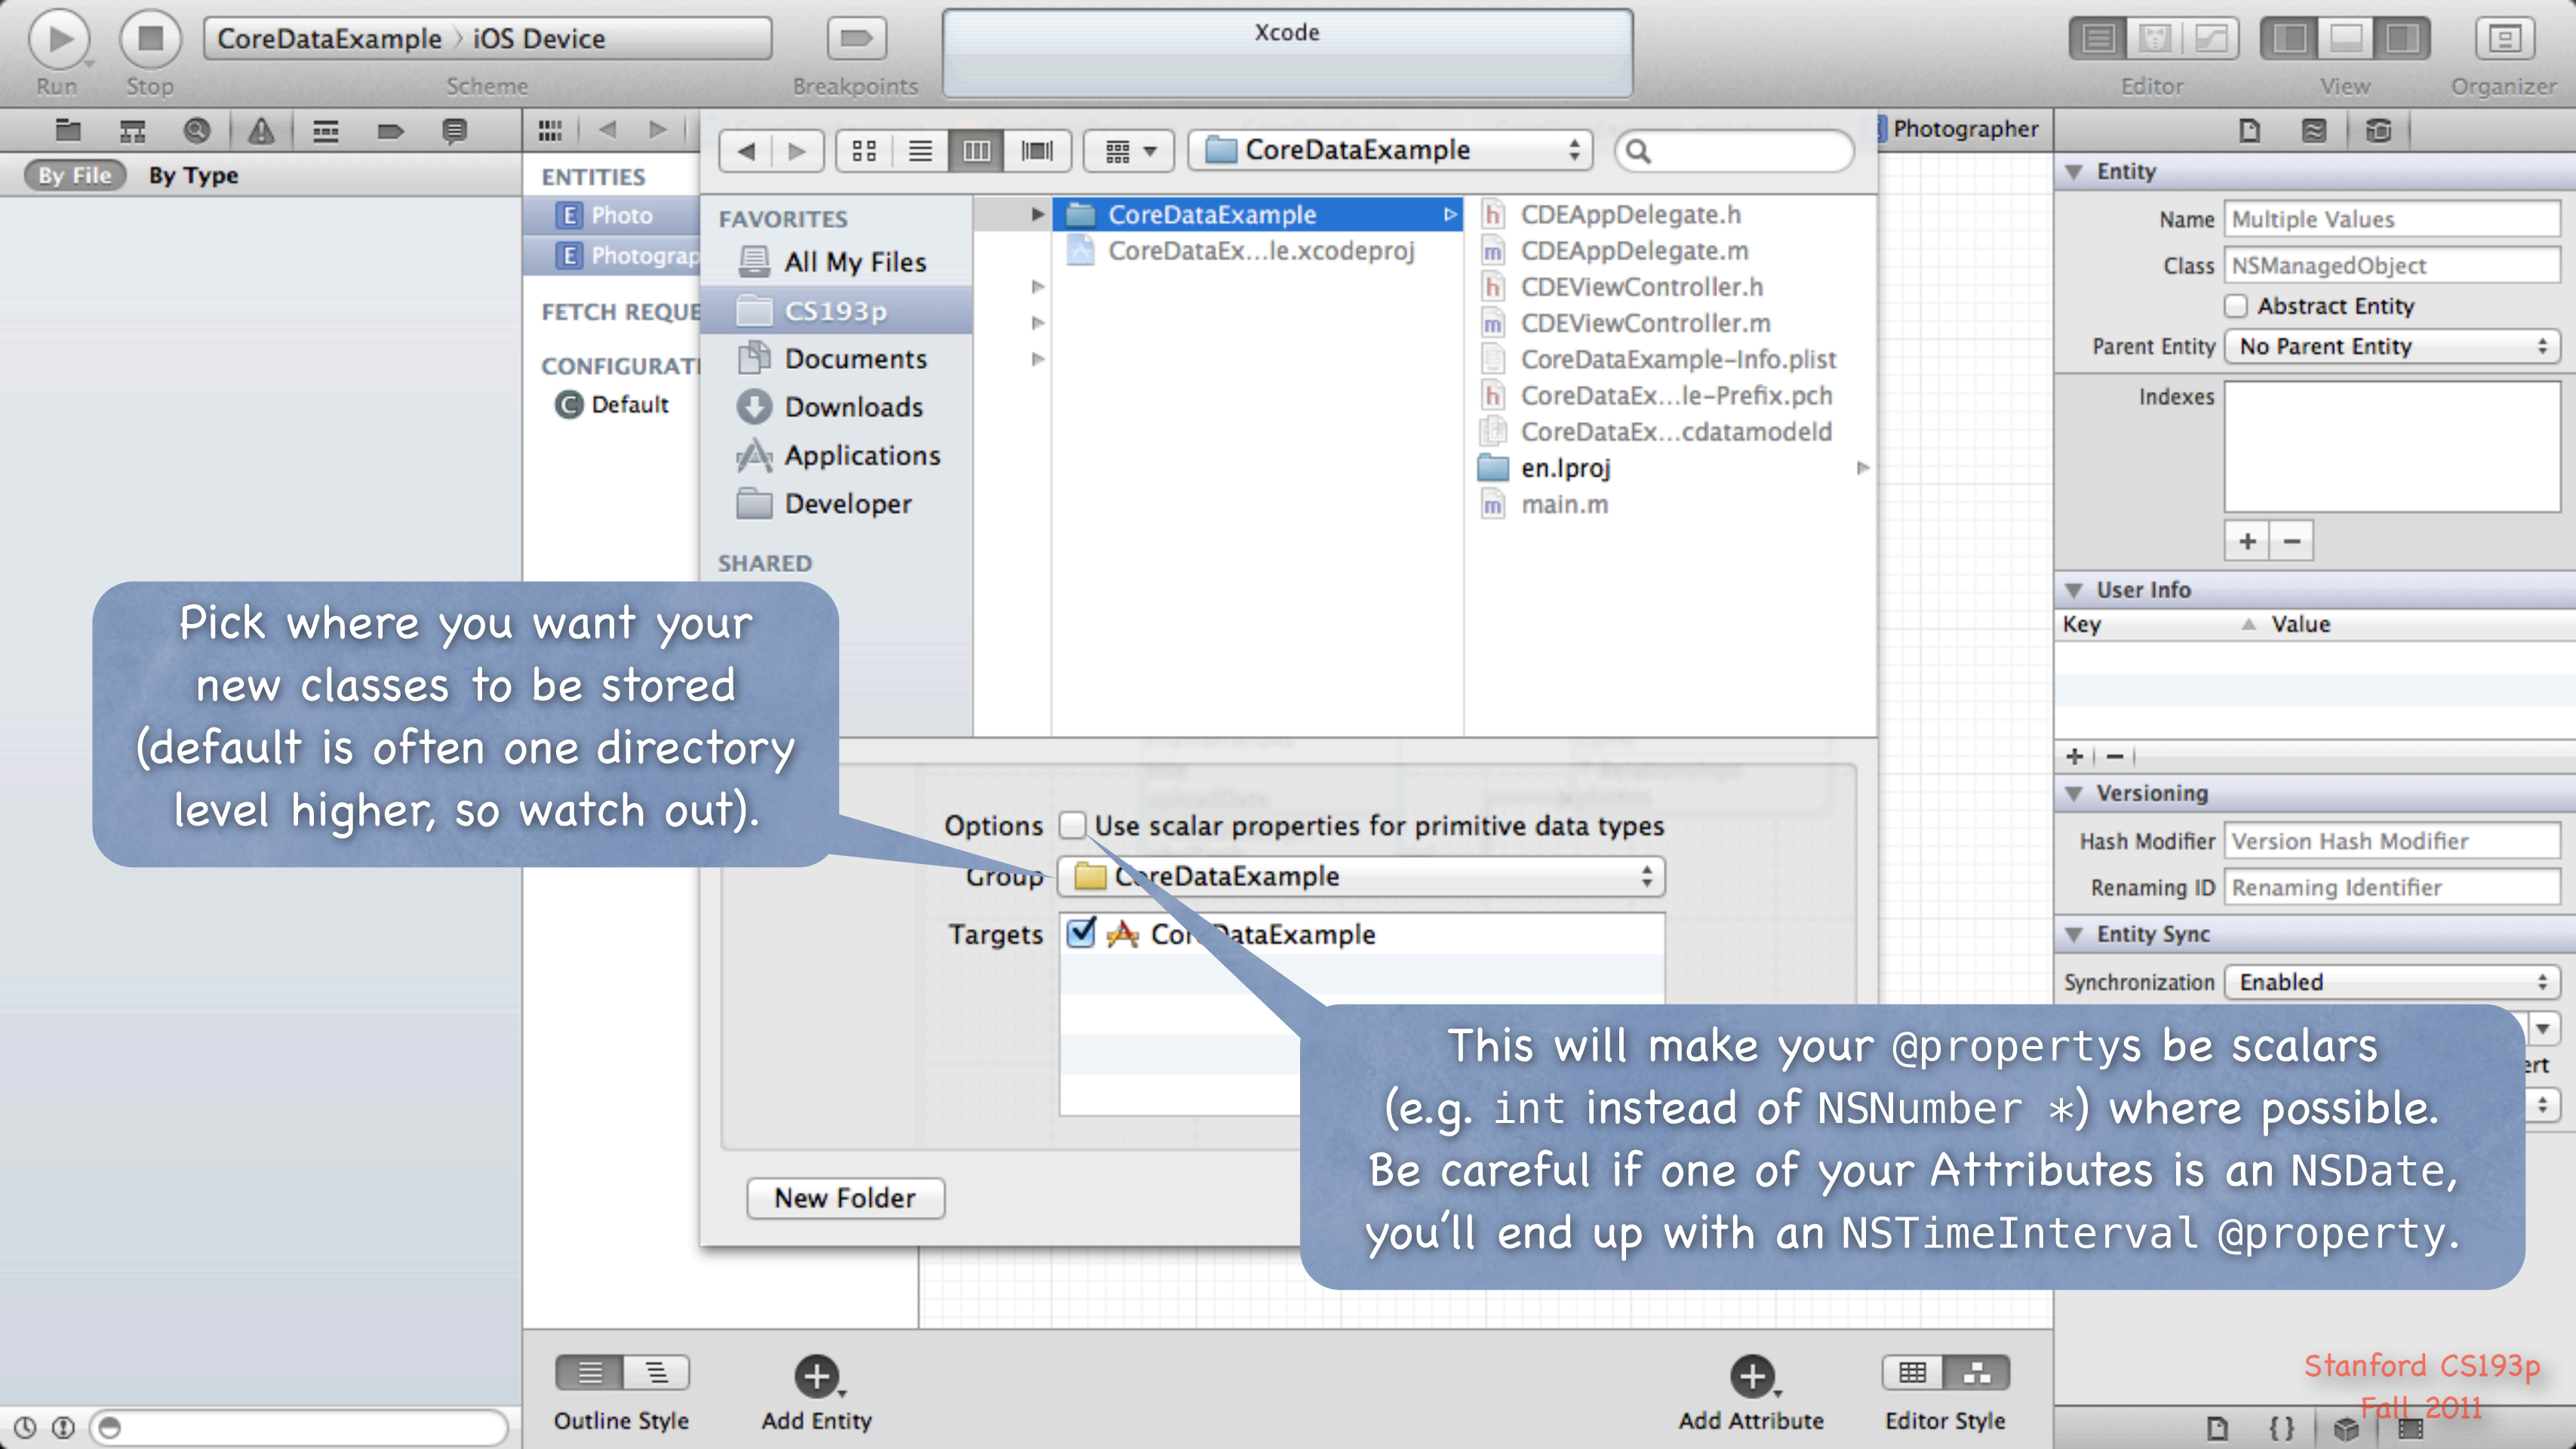 Xcode
CoreDataExample › iOS Device
Run
Stop
Scheme
Breakpoints
Editor
View
Organizer
By File
By Type
ENTITIES
E Photo
E Photograp
FETCH REQUE
CONFIGURATI
C Default
CoreDataExample
Photographer
FAVORITES
All My Files
CS193p
Documents
Downloads
Applications
Developer
SHARED
CoreDataExample
CoreDataEx...le.xcodeproj
h CDEAppDelegate.h
m CDEAppDelegate.m
h CDEViewController.h
m CDEViewController.m
CoreDataExample-Info.plist
h CoreDataEx...le-Prefix.pch
CoreDataEx...cdatamodeld
en.lproj
m main.m
Entity
Name Multiple Values
Class NSManagedObject
Abstract Entity
Parent Entity No Parent Entity
Indexes
+ −
User Info
Key Value
+ −
Versioning
Hash Modifier Version Hash Modifier
Renaming ID Renaming Identifier
Entity Sync
Synchronization Enabled
ert
Pick where you want your
new classes to be stored
(default is often one directory
level higher, so watch out).
uploadDate
photos
Options Use scalar properties for primitive data types
Group CoreDataExample
Targets CoreDataExample
New Folder
This will make your @propertys be scalars
(e.g. int instead of NSNumber *) where possible.
Be careful if one of your Attributes is an NSDate,
you'll end up with an NSTimeInterval @property.
Outline Style
Add Entity
Add Attribute
Editor Style
Stanford CS193p
Fall 2011
{ }